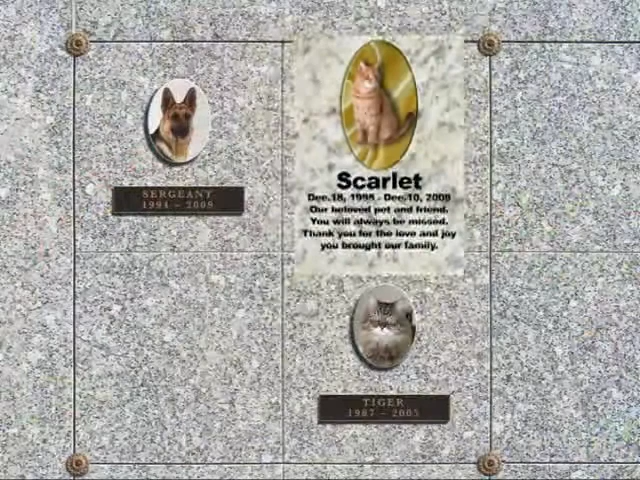 SERGEANT
1994 - 2008
Scarlet
Dec.18, 1995 - Dec.10, 2008
Our beloved pet and friend.
You will always be missed.
Thank you for the love and joy
you brought our family.
TIGER
1987 - 2005